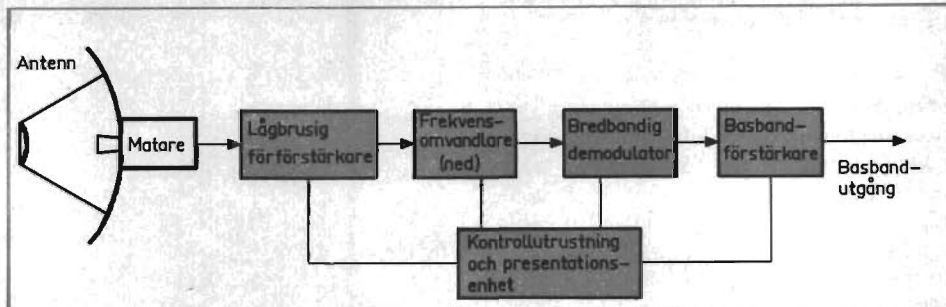 Antenn
Matare
Lågbrusig
förförstärkare
Frekvens-
omvandlare
(ned)
Bredbandig
demodulator
Basband-
förstärkare
Basband-
utgång
Kontrollutrustning
och presentations-
enhet